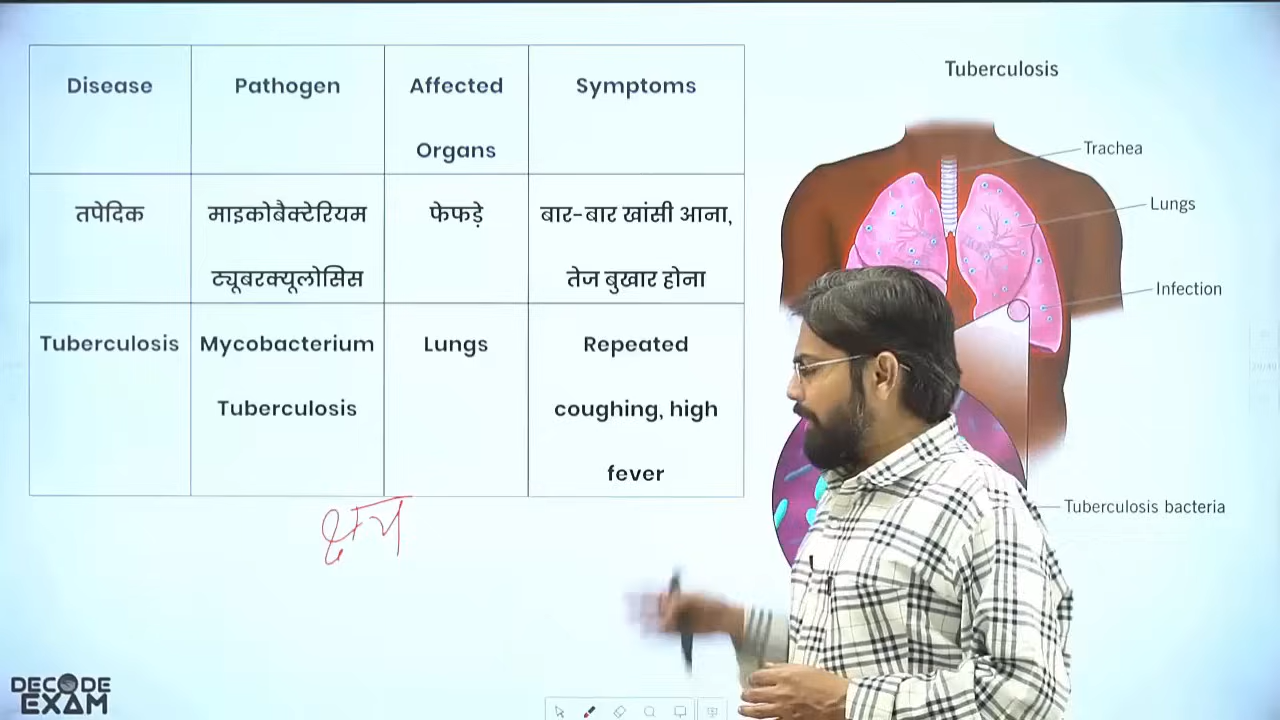 Disease
Pathogen
Affected
Organs
Symptoms
तपेदिक
माइकोबैक्टेरियम
ट्यूबरक्यूलोसिस
फेफड़े
बार-बार खांसी आना,
तेज बुखार होना
Tuberculosis
Mycobacterium
Tuberculosis
Lungs
Repeated
coughing, high
fever
क्षय
Tuberculosis
Trachea
Lungs
Infection
Tuberculosis bacteria
DECODE
EXAM